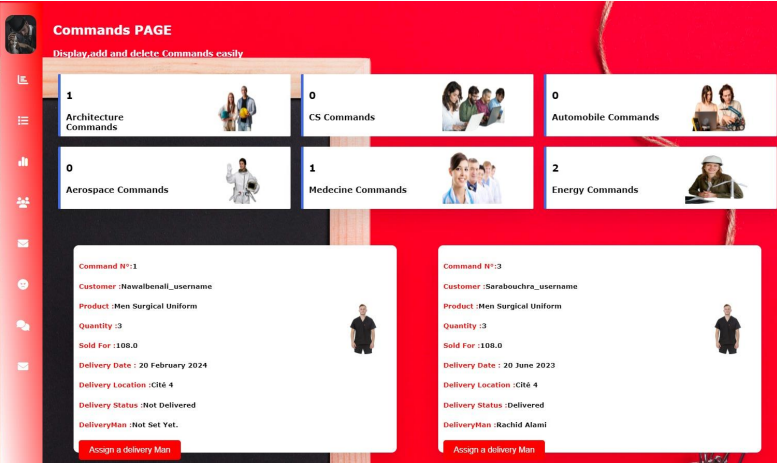 Commands PAGE
Display,add and delete Commands easily
1
Architecture
Commands
0
CS Commands
0
Automobile Commands
0
Aerospace Commands
1
Medecine Commands
2
Energy Commands
Command N°:1
Customer :Nawalbenali_username
Product :Men Surgical Uniform
Quantity :3
Sold For :108.0
Delivery Date : 20 February 2024
Delivery Location :Cité 4
Delivery Status :Not Delivered
DeliveryMan :Not Set Yet.
Assign a delivery Man
Command N°:3
Customer :Sarabouchra_username
Product :Men Surgical Uniform
Quantity :3
Sold For :108.0
Delivery Date : 20 June 2023
Delivery Location :Cité 4
Delivery Status :Delivered
DeliveryMan :Rachid Alami
Assign a delivery Man